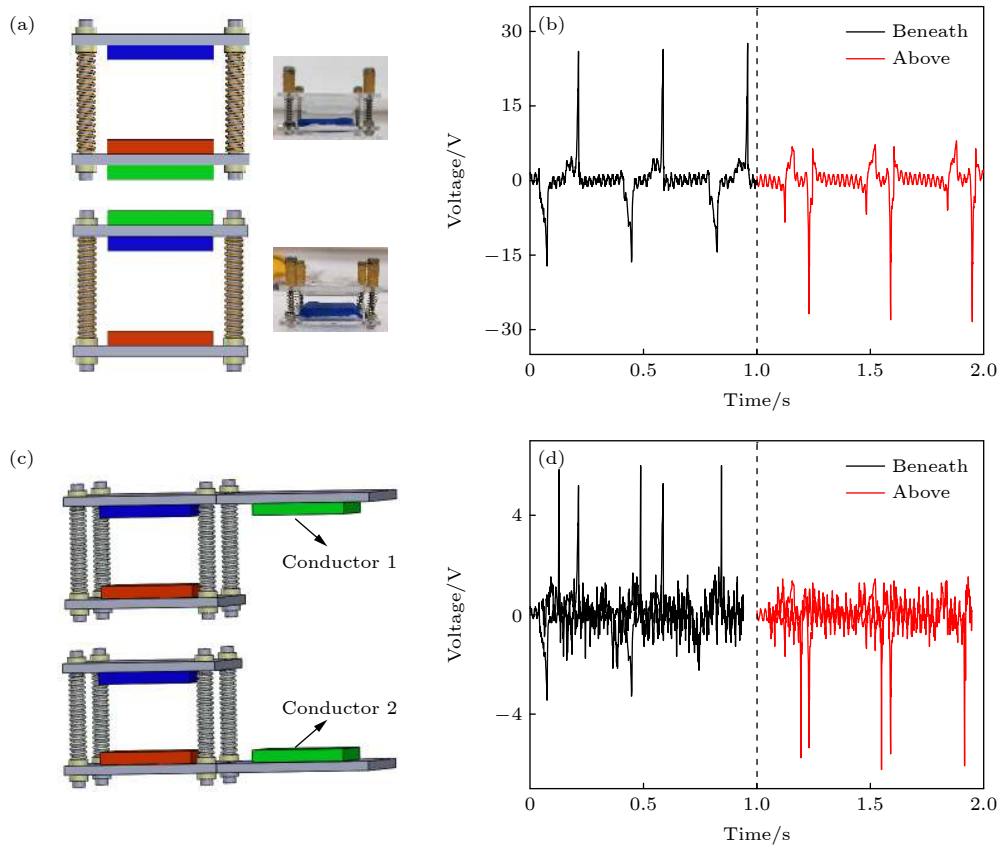 (a)
(b)
Beneath
Above
30
15
0
−15
−30
Voltage/V
0
0.5
1.0
1.5
2.0
Time/s
(c)
Conductor 1
Conductor 2
(d)
Beneath
Above
4
0
−4
Voltage/V
0
0.5
1.0
1.5
2.0
Time/s